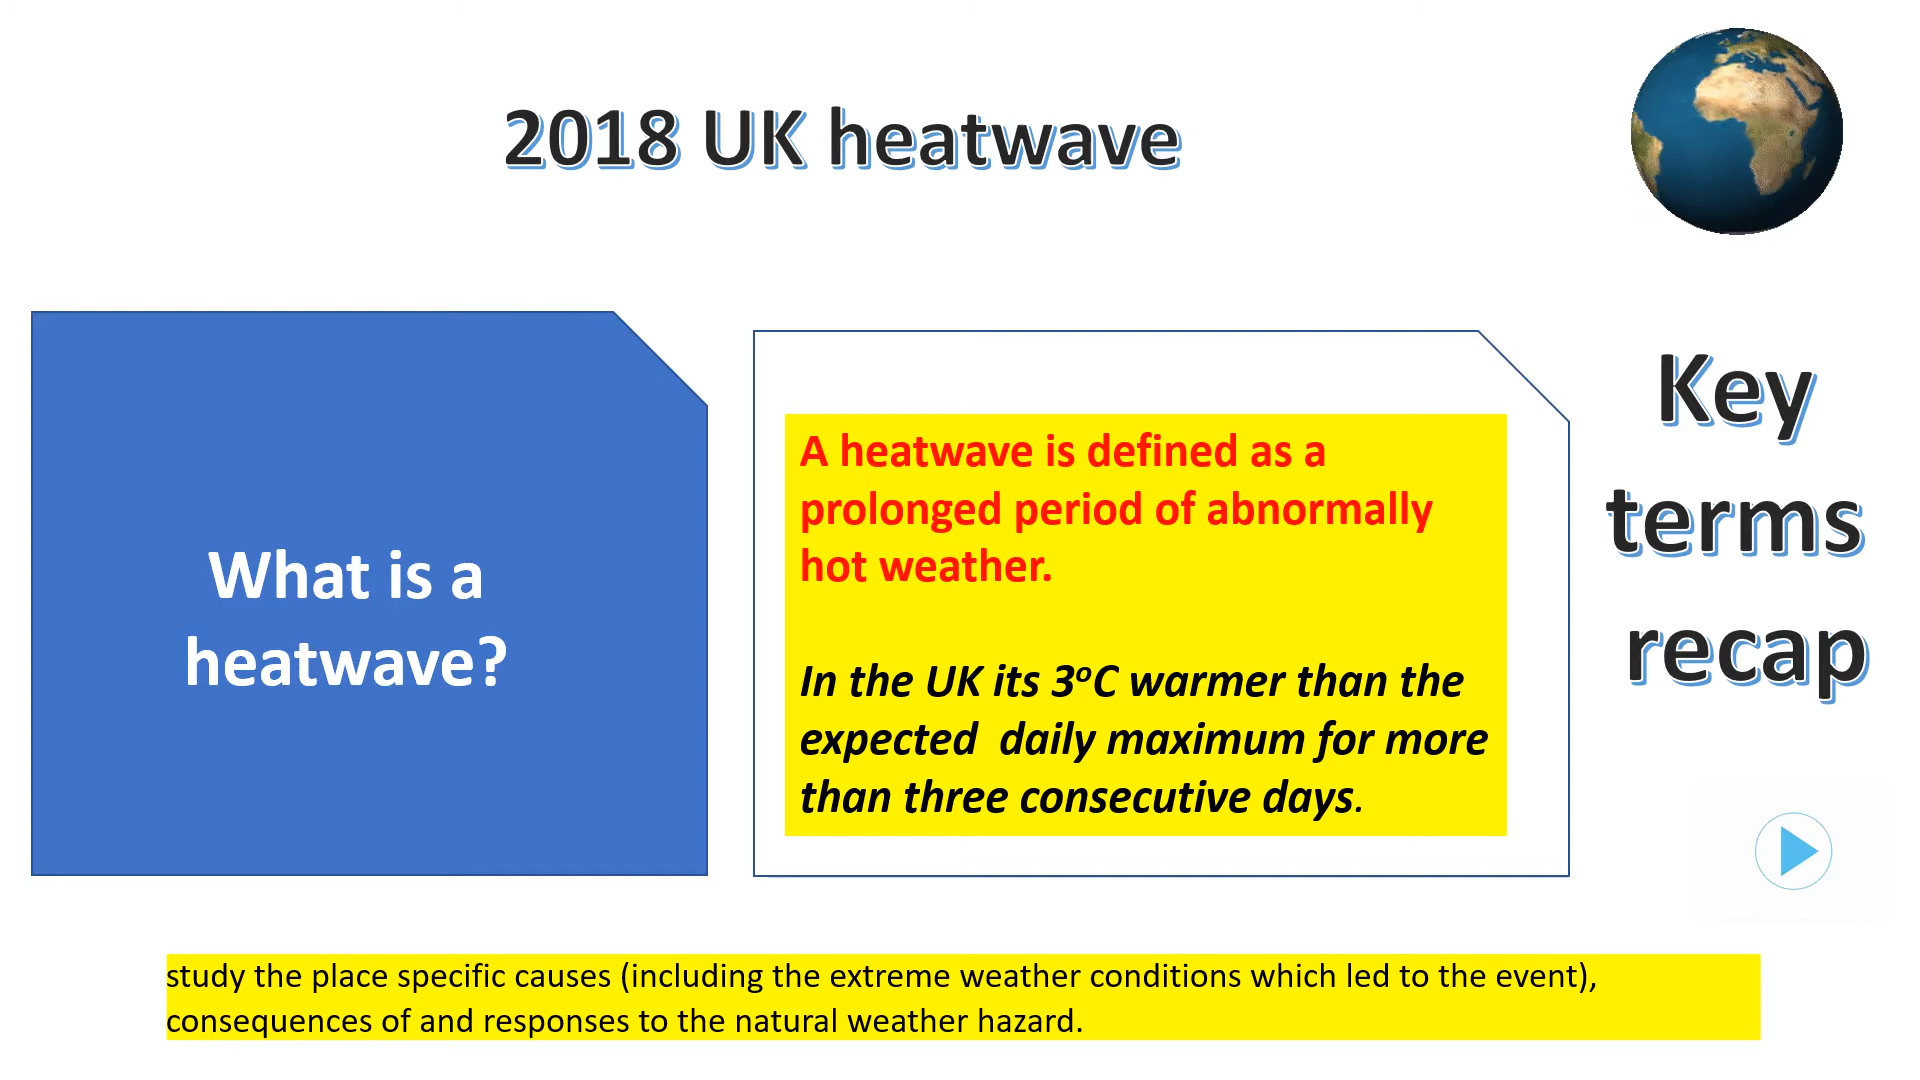 2018 UK heatwave
What is a
heatwave?
A heatwave is defined as a
prolonged period of abnormally
hot weather.
In the UK its 3ºC warmer than the
expected  daily maximum for more
than three consecutive days.
Key
terms
recap
study the place specific causes (including the extreme weather conditions which led to the event),
consequences of and responses to the natural weather hazard.